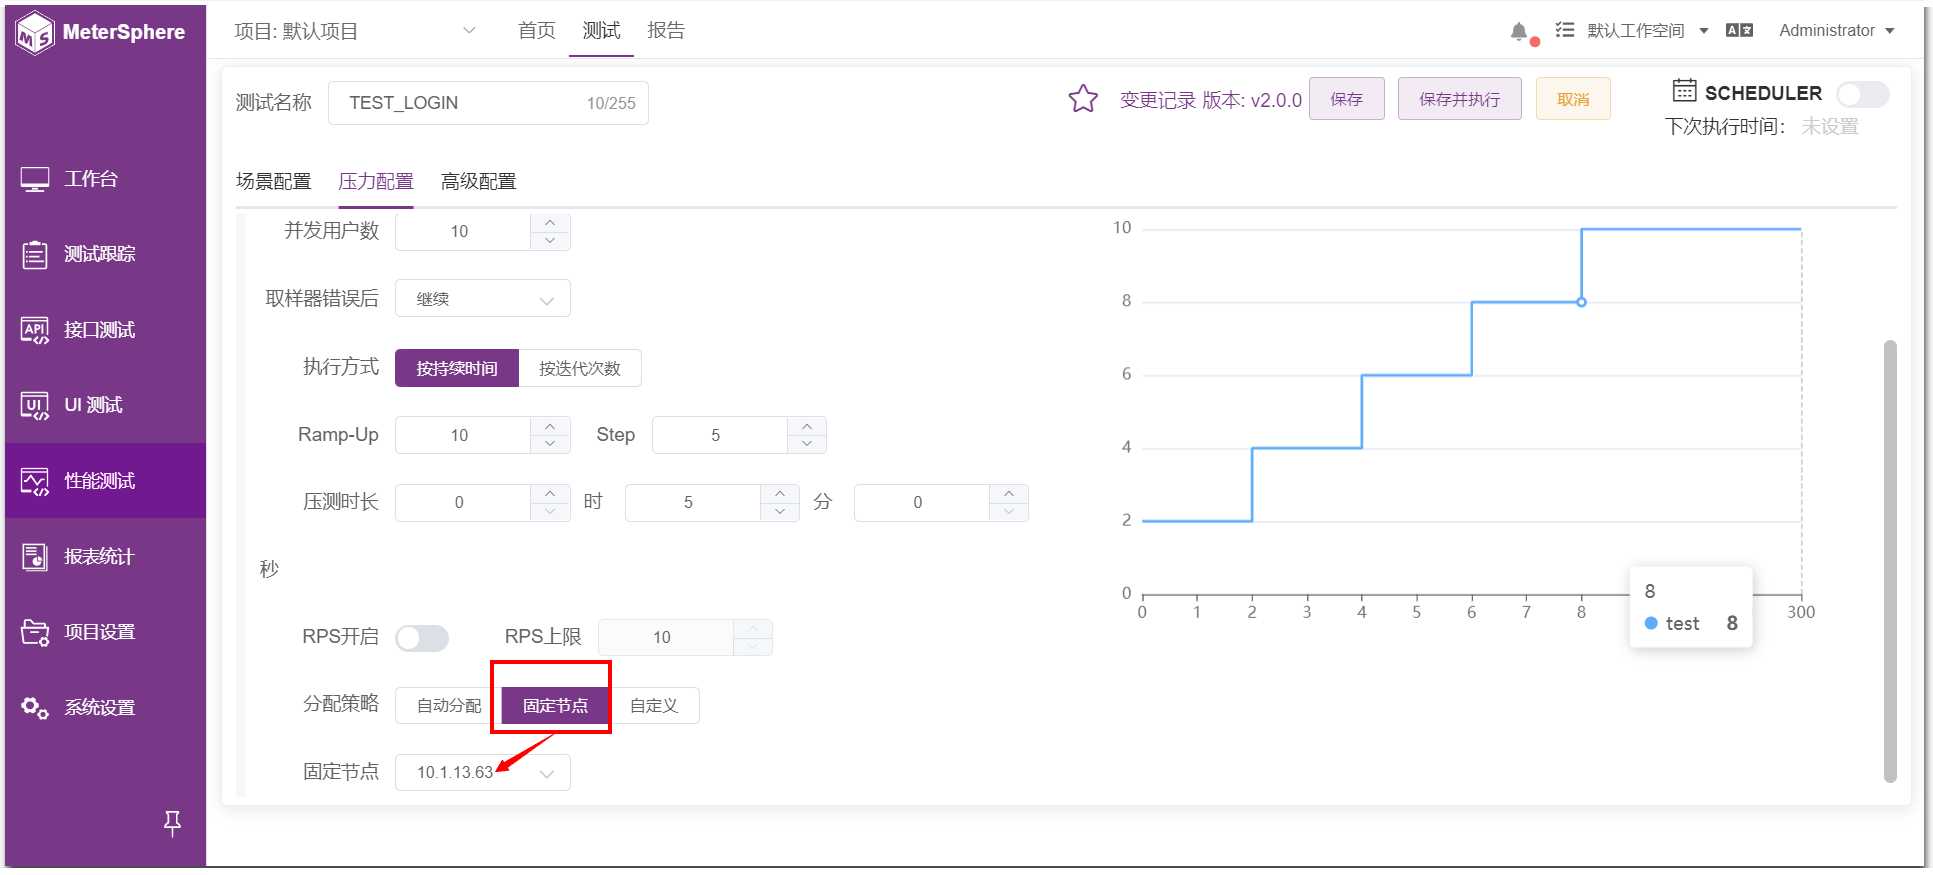 MeterSphere
项目: 默认项目
首页
测试
报告
默认工作空间
Administrator
测试名称
TEST_LOGIN
10/255
变更记录 版本: v2.0.0
保存
保存并执行
取消
SCHEDULER
下次执行时间：
未设置
工作台
测试跟踪
API
接口测试
UI
UI 测试
性能测试
报表统计
项目设置
系统设置
场景配置
压力配置
高级配置
并发用户数
10
取样器错误后
继续
执行方式
按持续时间
按迭代次数
Ramp-Up
10
Step
5
压测时长
0
时
5
分
0
秒
RPS开启
RPS上限
10
分配策略
自动分配
固定节点
自定义
固定节点
10.1.13.63
10
8
6
4
2
0
0
1
2
3
4
5
6
7
8
300
8
test
8